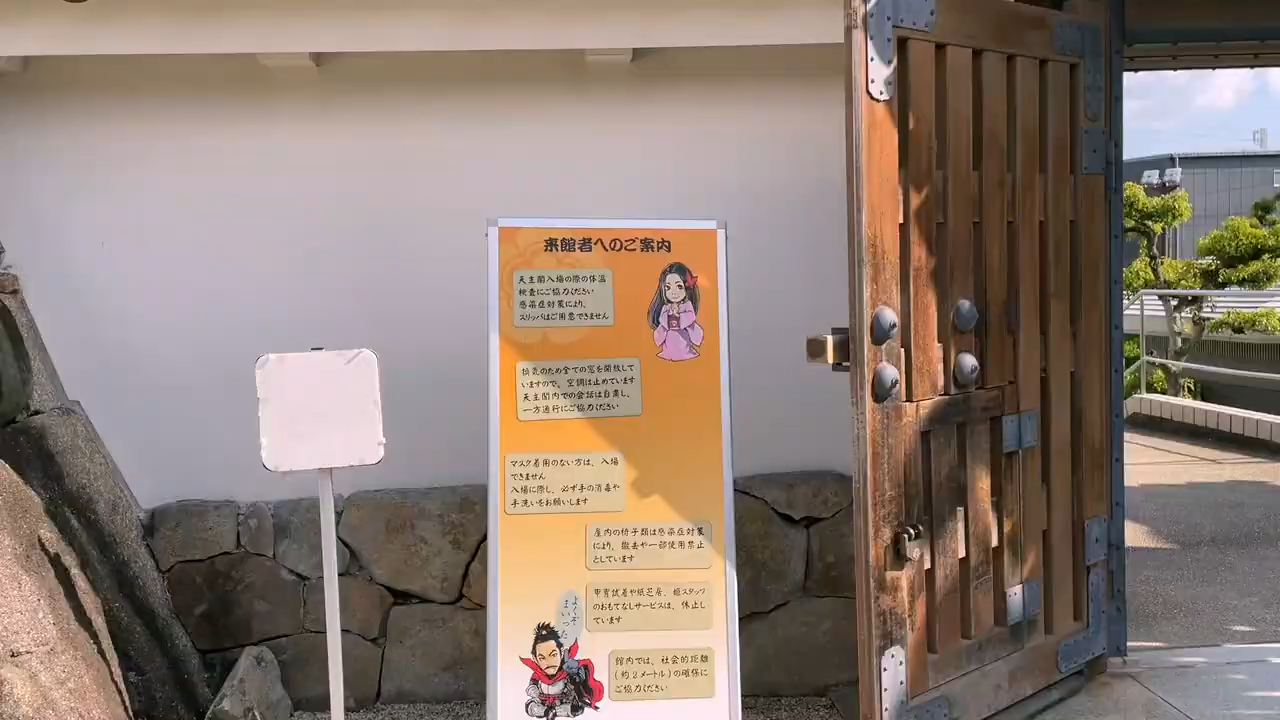 来館者へのご案内
天主閣入場の際の体温
検査にご協力ください
感染症対策により、
スリッパはご用意できません
換気のため全ての窓を開放して
いますので、空調は止めています
天主閣内での会話は自粛し、
一方通行にご協力ください
マスク着用のない方は、入場
できません
入場に際し、必ず手の消毒や
手洗いをお願いします
屋内の椅子類は感染症対策
により、撤去や一部使用禁止
としています
甲冑試着や紙芝居、姫スタッフ
のおもてなしサービスは、休止し
ています
よくぞ
まいった
館内では、社会的距離
(約2メートル)の確保に
ご協力ください